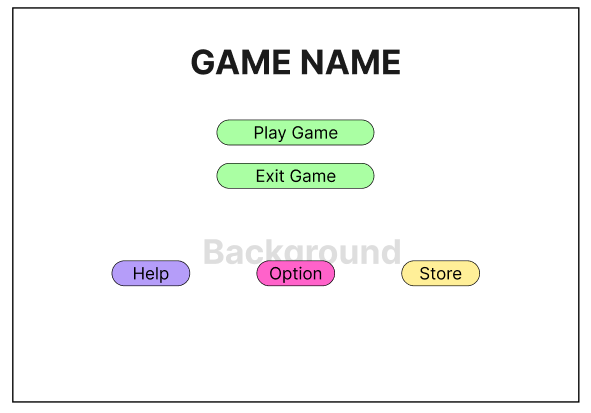 GAME NAME
Play Game
Exit Game
Background
Help
Option
Store